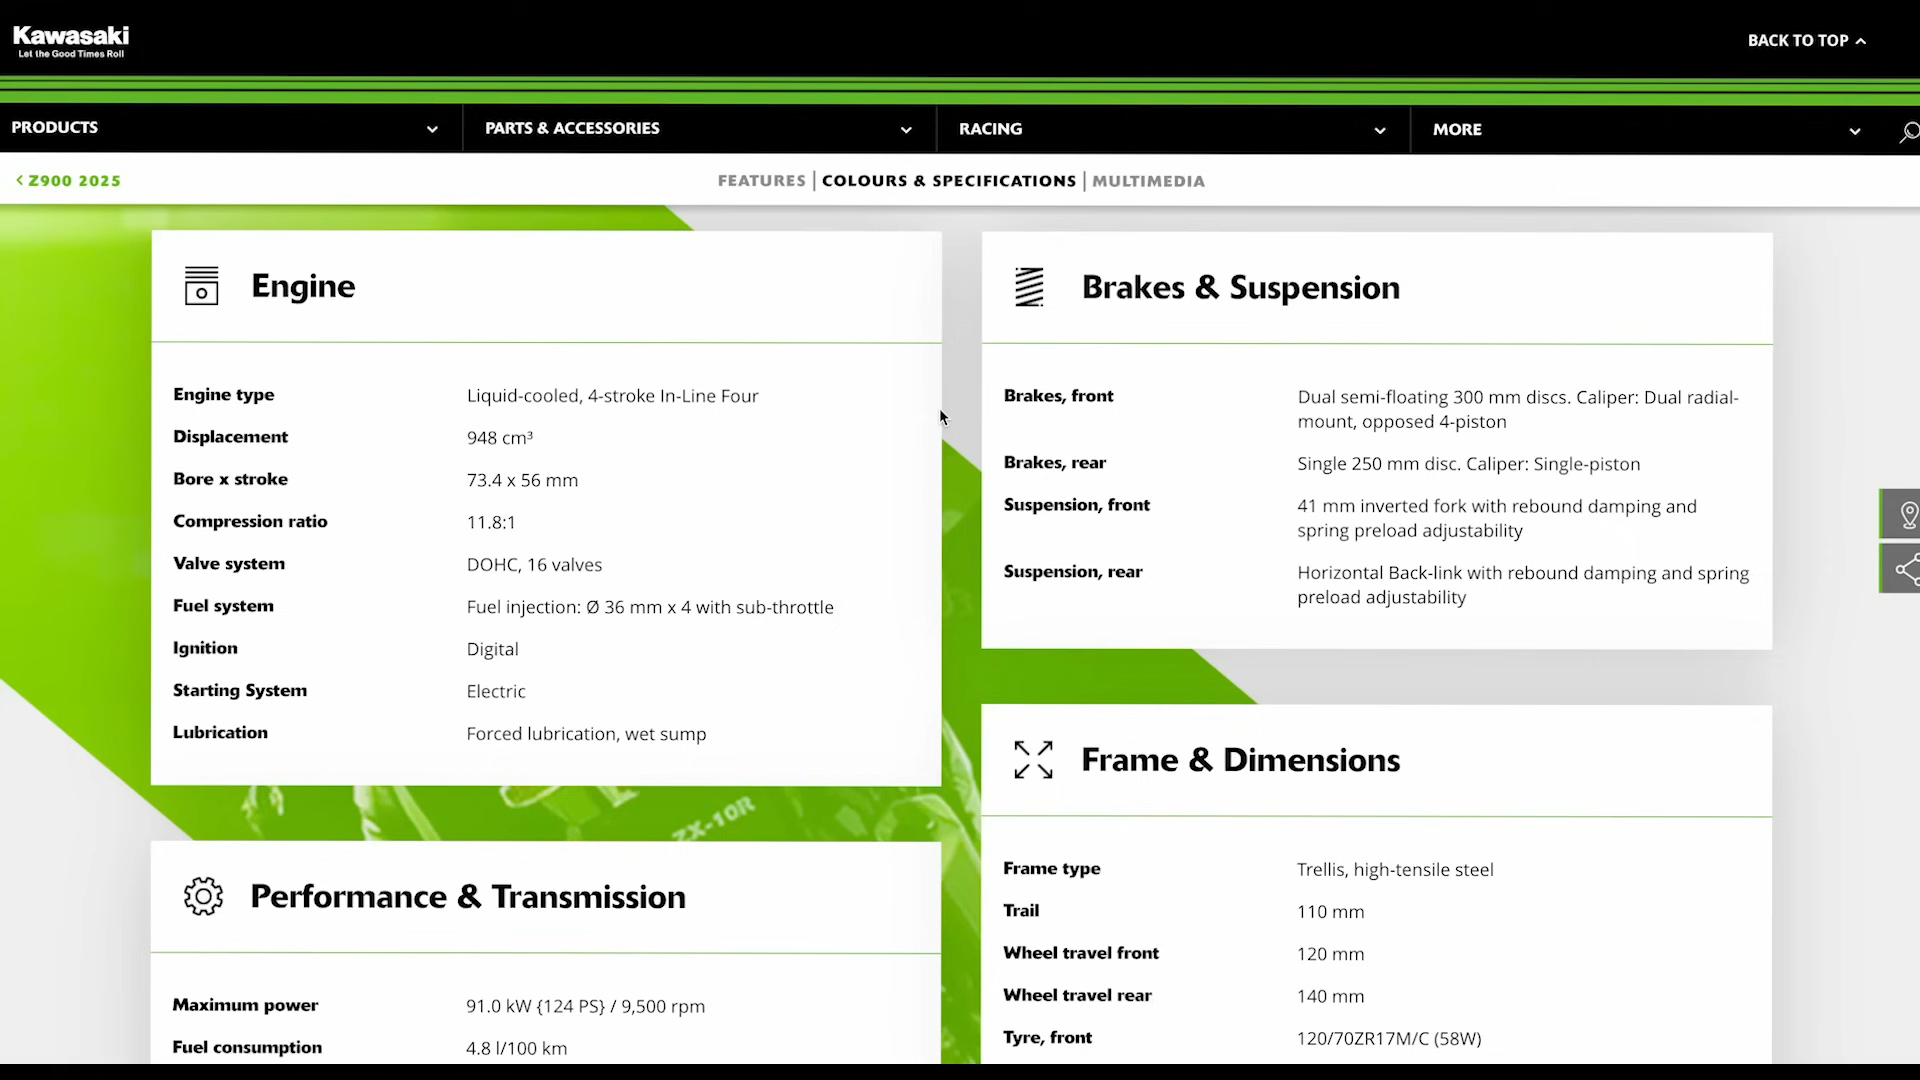 Kawasaki
Let the Good Times Roll
BACK TO TOP
PRODUCTS
PARTS & ACCESSORIES
RACING
MORE
Z900 2025
FEATURES | COLOURS & SPECIFICATIONS | MULTIMEDIA
Engine
Engine type Liquid-cooled, 4-stroke In-Line Four
Displacement 948 cm³
Bore x stroke 73.4 x 56 mm
Compression ratio 11.8:1
Valve system DOHC, 16 valves
Fuel system Fuel injection: Ø 36 mm x 4 with sub-throttle
Ignition Digital
Starting System Electric
Lubrication Forced lubrication, wet sump
ZX-10R
Performance & Transmission
Maximum power 91.0 kW {124 PS} / 9,500 rpm
Fuel consumption 4.8 l/100 km
Brakes & Suspension
Brakes, front Dual semi-floating 300 mm discs. Caliper: Dual radial-
mount, opposed 4-piston
Brakes, rear Single 250 mm disc. Caliper: Single-piston
Suspension, front 41 mm inverted fork with rebound damping and
spring preload adjustability
Suspension, rear Horizontal Back-link with rebound damping and spring
preload adjustability
Frame & Dimensions
Frame type Trellis, high-tensile steel
Trail 110 mm
Wheel travel front 120 mm
Wheel travel rear 140 mm
Tyre, front 120/70ZR17M/C (58W)